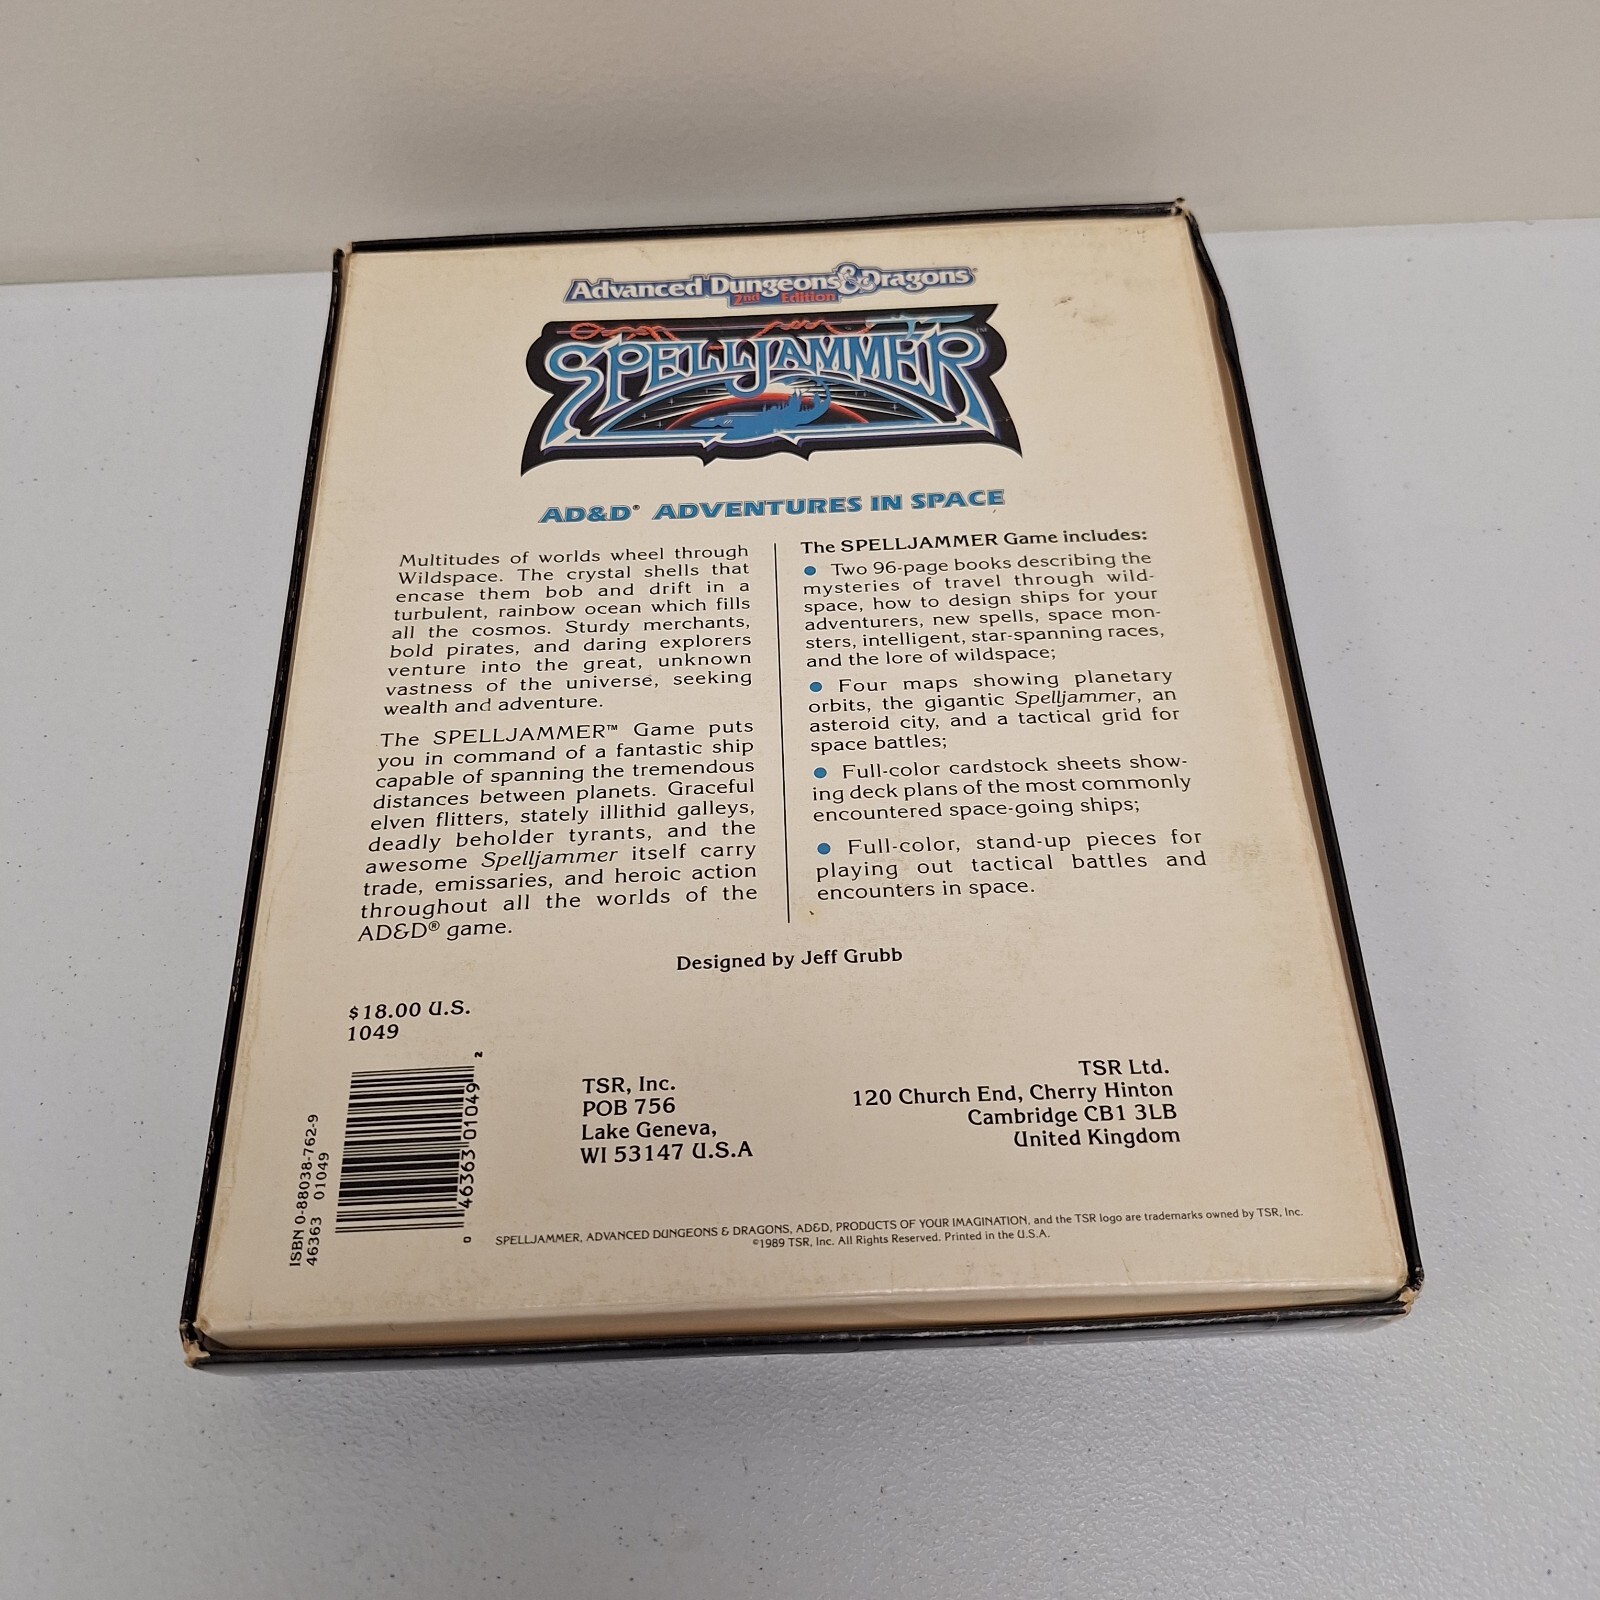 Advanced Dungeons & Dragons®
2nd Edition
SPELLJAMMER™
AD&D® ADVENTURES IN SPACE
Multitudes of worlds wheel through
Wildspace. The crystal shells that
encase them bob and drift in a
turbulent, rainbow ocean which fills
all the cosmos. Sturdy merchants,
bold pirates, and daring explorers
venture into the great, unknown
vastness of the universe, seeking
wealth and adventure.
The SPELLJAMMER™ Game puts
you in command of a fantastic ship
capable of spanning the tremendous
distances between planets. Graceful
elven flitters, stately illithid galleys,
deadly beholder tyrants, and the
awesome Spelljammer itself carry
trade, emissaries, and heroic action
throughout all the worlds of the
AD&D® game.
The SPELLJAMMER Game includes:
● Two 96-page books describing the
mysteries of travel through wild-
space, how to design ships for your
adventurers, new spells, space mon-
sters, intelligent, star-spanning races,
and the lore of wildspace;
● Four maps showing planetary
orbits, the gigantic Spelljammer, an
asteroid city, and a tactical grid for
space battles;
● Full-color cardstock sheets show-
ing deck plans of the most commonly
encountered space-going ships;
● Full-color, stand-up pieces for
playing out tactical battles and
encounters in space.
Designed by Jeff Grubb
$18.00 U.S.
1049
ISBN 0-88038-762-9
46363 01049
0 46363 01049 2
TSR, Inc.
POB 756
Lake Geneva,
WI 53147 U.S.A
TSR Ltd.
120 Church End, Cherry Hinton
Cambridge CB1 3LB
United Kingdom
SPELLJAMMER, ADVANCED DUNGEONS & DRAGONS, AD&D, PRODUCTS OF YOUR IMAGINATION, and the TSR logo are trademarks owned by TSR, Inc.
©1989 TSR, Inc. All Rights Reserved. Printed in the U.S.A.